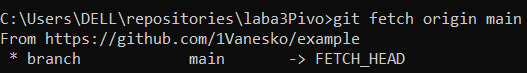 C:\Users\DELL\repositories\laba3Pivo>git fetch origin main
From https://github.com/1Vanesko/example
 * branch            main       -> FETCH_HEAD